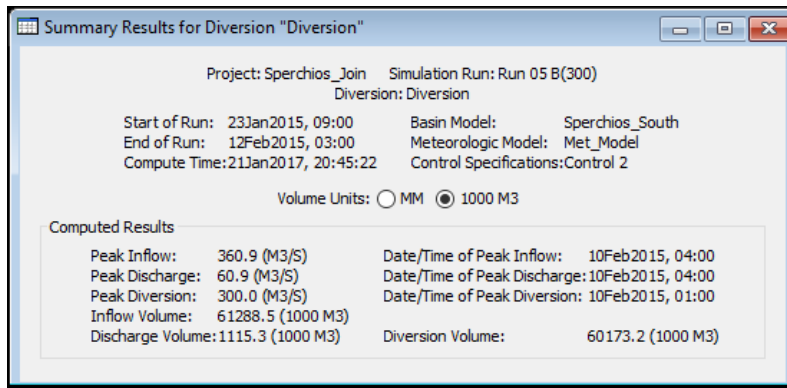 Summary Results for Diversion "Diversion"
Project: Sperchios_Join Simulation Run: Run 05 B(300)
Diversion: Diversion
Start of Run: 23Jan2015, 09:00 Basin Model: Sperchios_South
End of Run: 12Feb2015, 03:00 Meteorologic Model: Met_Model
Compute Time:21Jan2017, 20:45:22 Control Specifications:Control 2
Volume Units: MM 1000 M3
Computed Results
Peak Inflow: 360.9 (M3/S) Date/Time of Peak Inflow: 10Feb2015, 04:00
Peak Discharge: 60.9 (M3/S) Date/Time of Peak Discharge:10Feb2015, 04:00
Peak Diversion: 300.0 (M3/S) Date/Time of Peak Diversion: 10Feb2015, 01:00
Inflow Volume: 61288.5 (1000 M3)
Discharge Volume:1115.3 (1000 M3) Diversion Volume: 60173.2 (1000 M3)